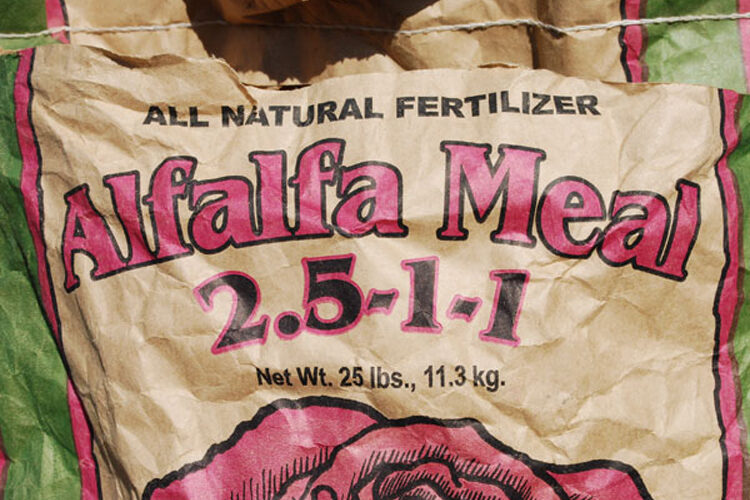 ALL NATURAL FERTILIZER
Alfalfa Meal
2.5-1-1
Net Wt. 25 lbs., 11.3 kg.